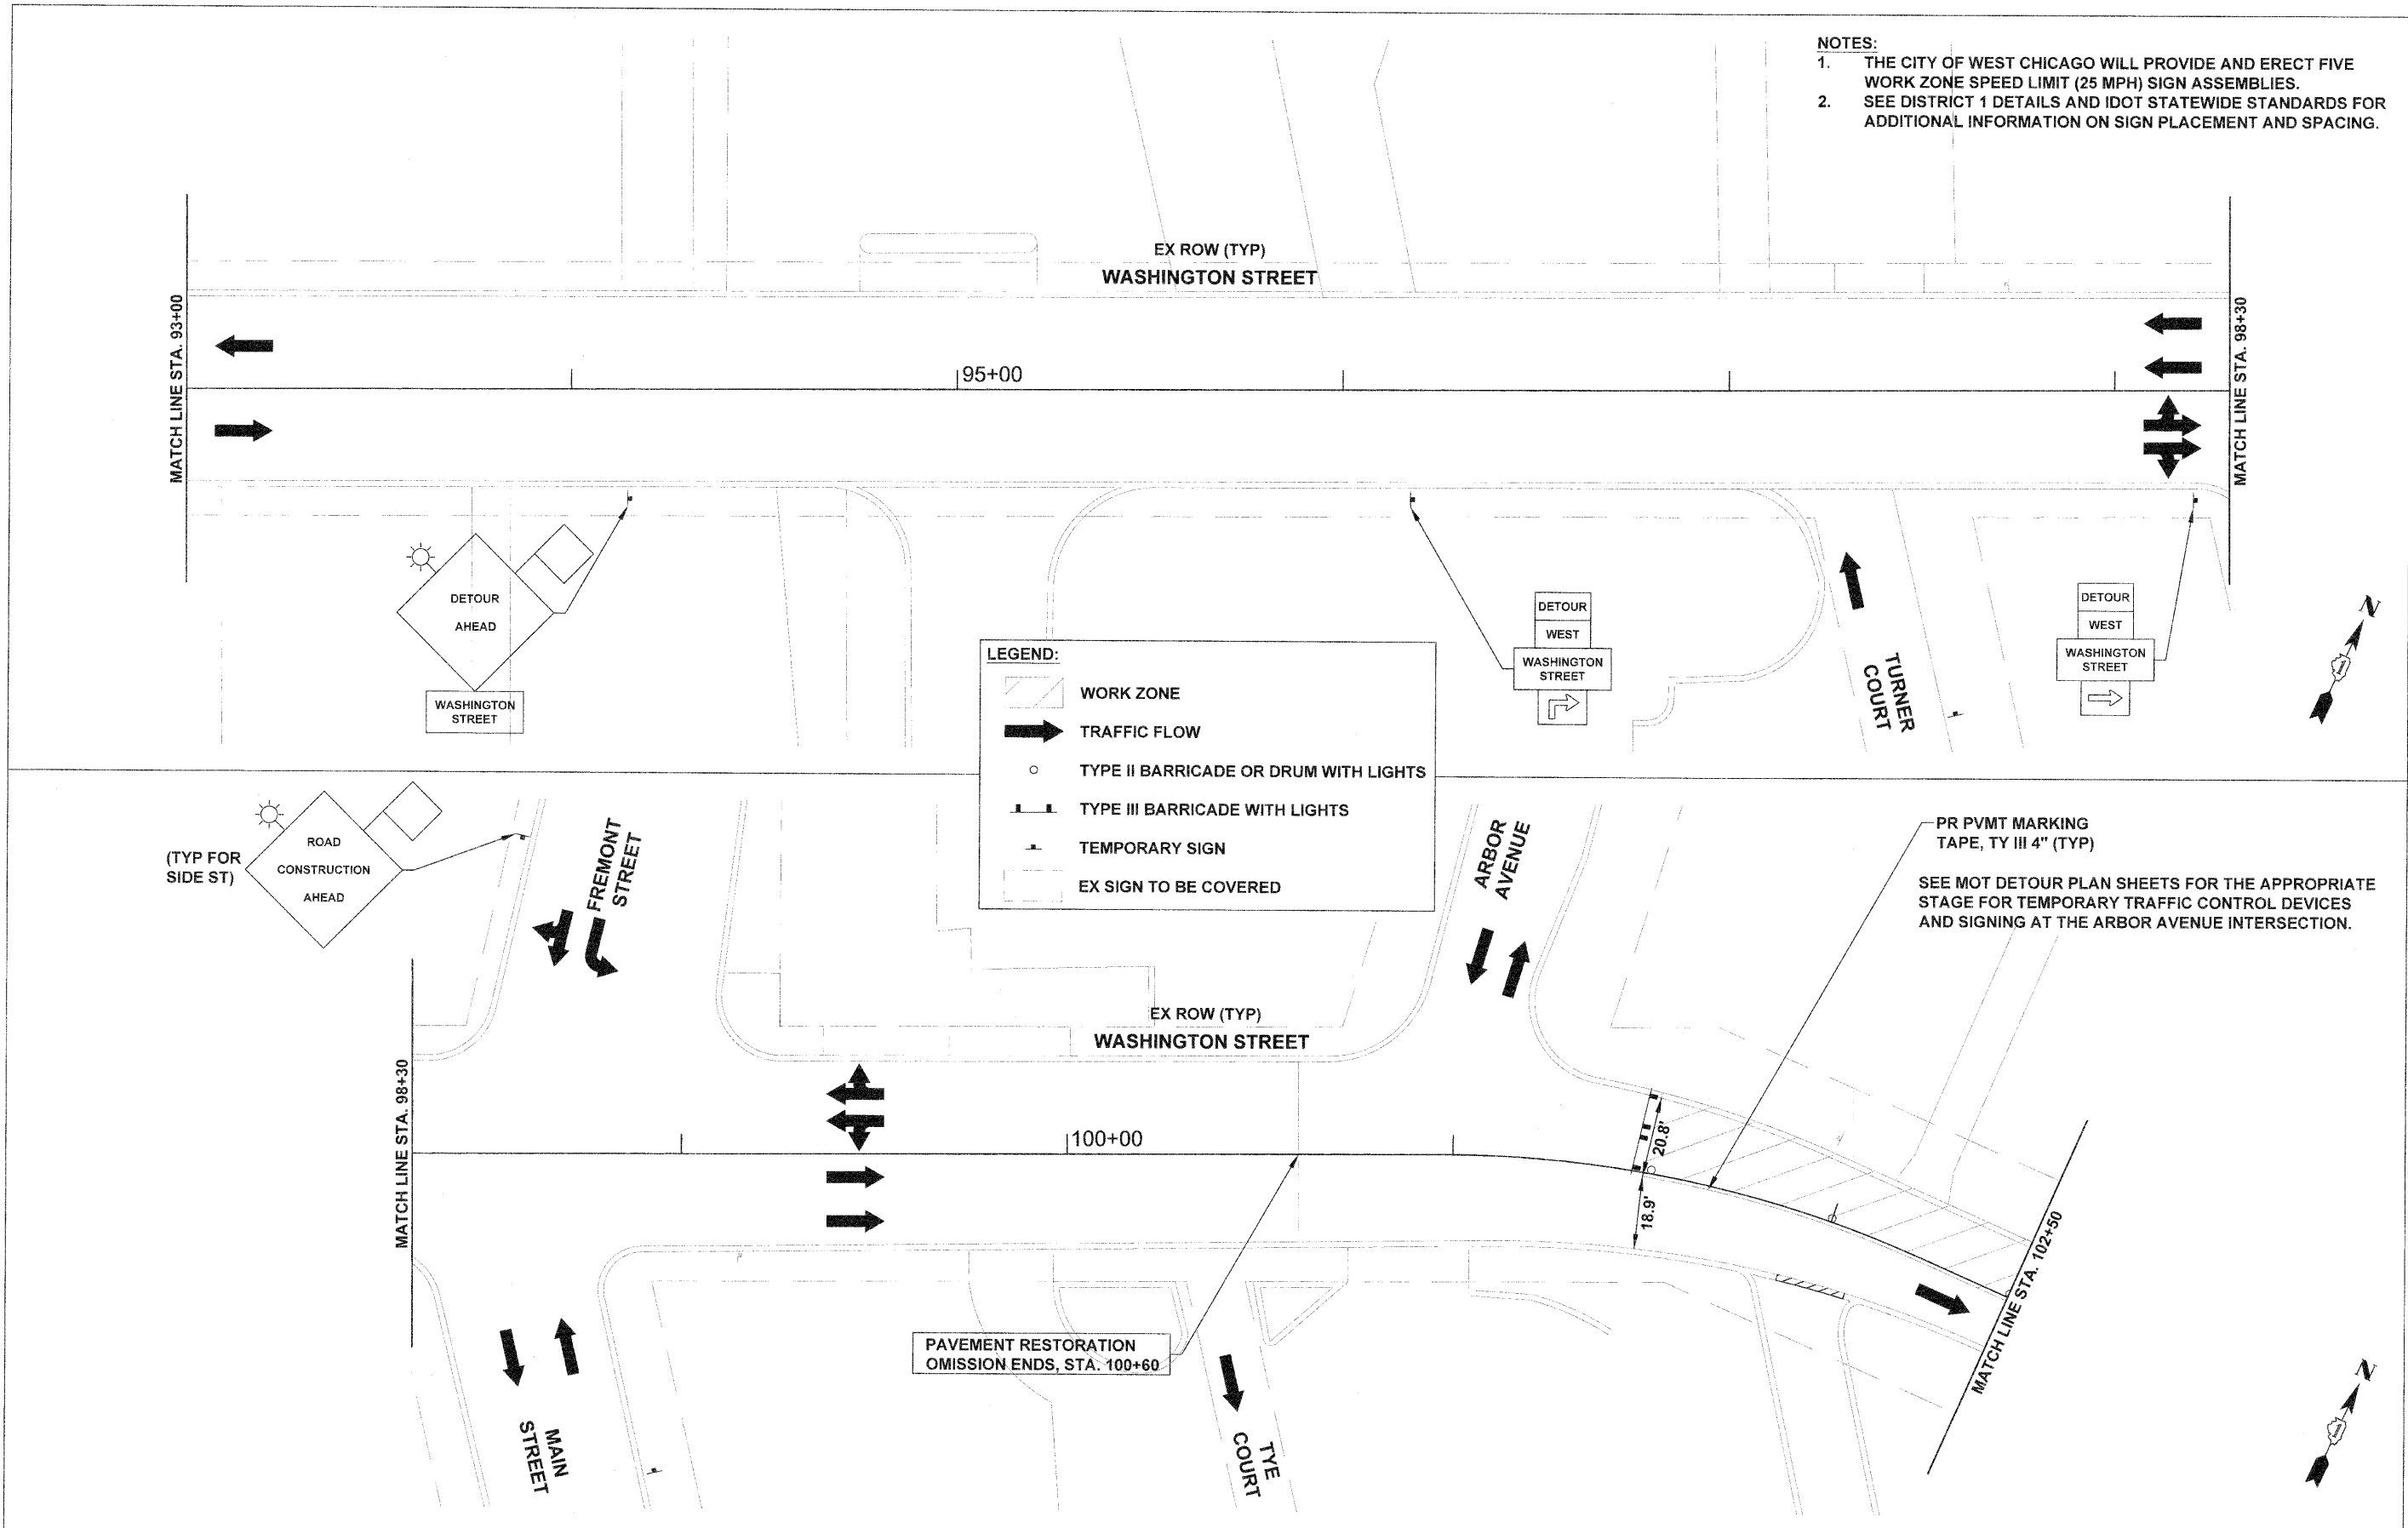 NOTES:
1. THE CITY OF WEST CHICAGO WILL PROVIDE AND ERECT FIVE
WORK ZONE SPEED LIMIT (25 MPH) SIGN ASSEMBLIES.
2. SEE DISTRICT 1 DETAILS AND IDOT STATEWIDE STANDARDS FOR
ADDITIONAL INFORMATION ON SIGN PLACEMENT AND SPACING.
EX ROW (TYP)
WASHINGTON STREET
MATCH LINE STA. 93+00
95+00
MATCH LINE STA. 98+30
DETOUR
AHEAD
WASHINGTON
STREET
DETOUR
WEST
WASHINGTON
STREET
TURNER
COURT
DETOUR
WEST
WASHINGTON
STREET
N
LEGEND:
WORK ZONE
TRAFFIC FLOW
TYPE II BARRICADE OR DRUM WITH LIGHTS
TYPE III BARRICADE WITH LIGHTS
TEMPORARY SIGN
EX SIGN TO BE COVERED
(TYP FOR
SIDE ST)
ROAD
CONSTRUCTION
AHEAD
FREMONT
STREET
ARBOR
AVENUE
PR PVMT MARKING
TAPE, TY III 4" (TYP)
SEE MOT DETOUR PLAN SHEETS FOR THE APPROPRIATE
STAGE FOR TEMPORARY TRAFFIC CONTROL DEVICES
AND SIGNING AT THE ARBOR AVENUE INTERSECTION.
EX ROW (TYP)
WASHINGTON STREET
MATCH LINE STA. 98+30
100+00
20.8'
18.9'
MATCH LINE STA. 102+50
PAVEMENT RESTORATION
OMISSION ENDS, STA. 100+60
MAIN
STREET
TYE
COURT
N